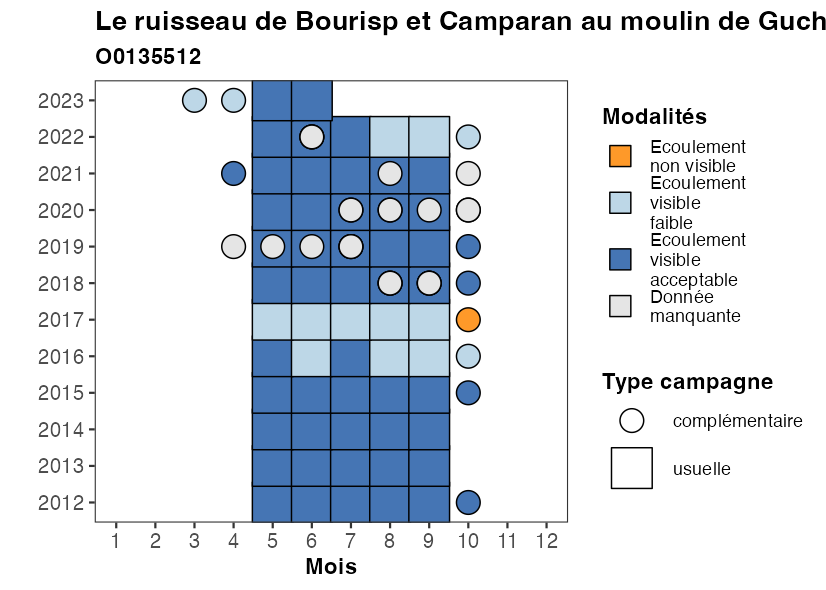 Le ruisseau de Bourisp et Camparan au moulin de Guch
O0135512
2023
2022
2021
2020
2019
2018
2017
2016
2015
2014
2013
2012
1 2 3 4 5 6 7 8 9 10 11 12
Mois
Modalités
Ecoulement
non visible
Ecoulement
visible
faible
Ecoulement
visible
acceptable
Donnée
manquante
Type campagne
complémentaire
usuelle